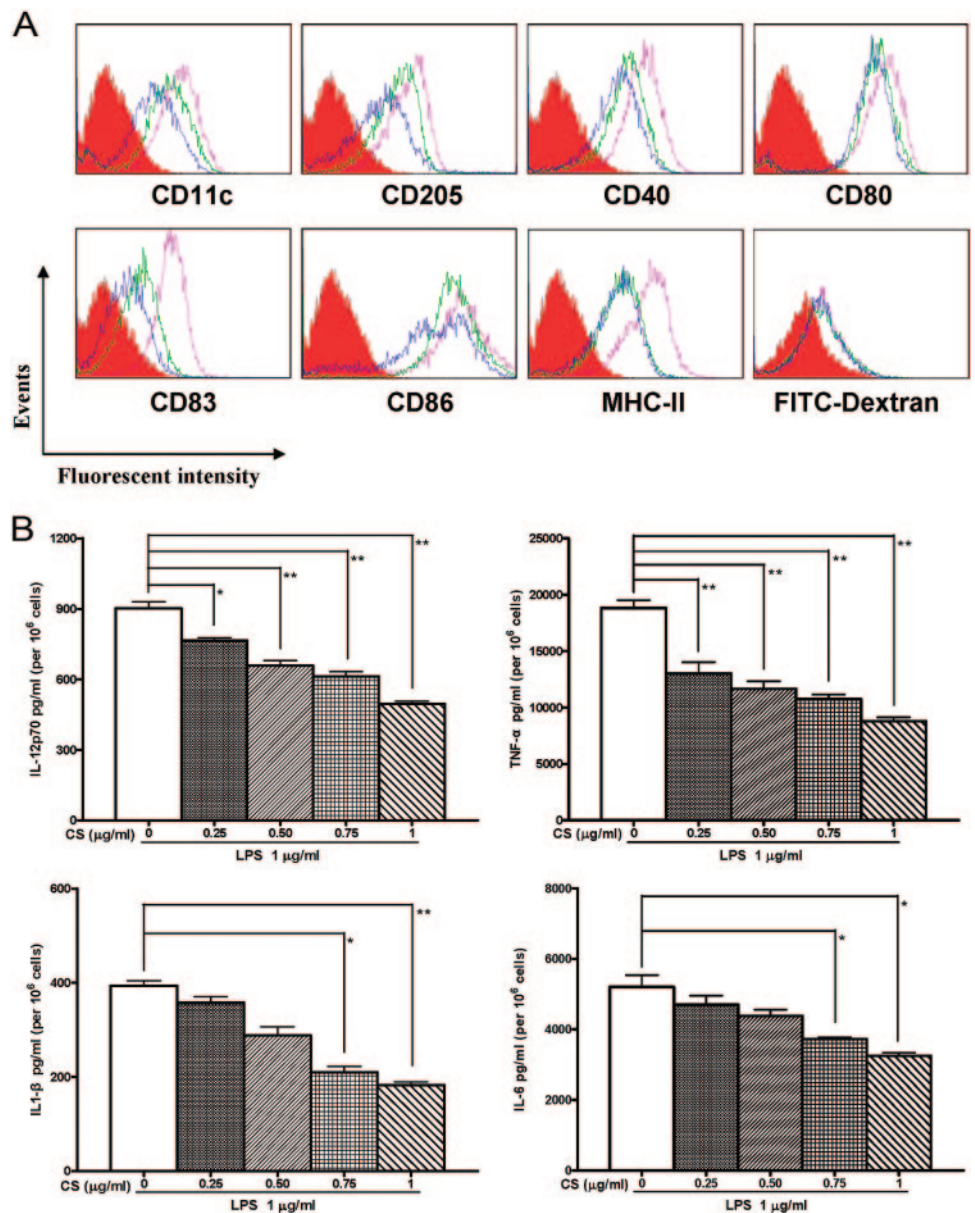 A
CD11c CD205 CD40 CD80
CD83 CD86 MHC-II FITC-Dextran
Events
Fluorescent intensity
B
IL-12p70 pg/ml (per 10⁶ cells)
1200
900
600
300
0
* ** ** **
CS (µg/ml) 0 0.25 0.50 0.75 1
LPS 1 µg/ml
TNF-α pg/ml (per 10⁶ cells)
25000
20000
15000
10000
5000
0
** ** ** **
CS (µg/ml) 0 0.25 0.50 0.75 1
LPS 1 µg/ml
IL1-β pg/ml (per 10⁶ cells)
600
400
200
0
* **
CS (µg/ml) 0 0.25 0.50 0.75 1
LPS 1 µg/ml
IL-6 pg/ml (per 10⁶ cells)
8000
6000
4000
2000
0
* *
CS (µg/ml) 0 0.25 0.50 0.75 1
LPS 1 µg/ml